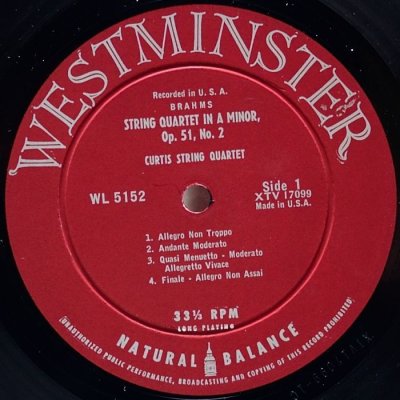 WESTMINSTER
Recorded in U. S. A.
BRAHMS
STRING QUARTET IN A MINOR,
Op. 51, No. 2
CURTIS STRING QUARTET
WL 5152
Side 1
XTV 17099
Made in U.S.A.
1. Allegro Non Troppo
2. Andante Moderato
3. Quasi Menuetto - Moderato
Allegretto Vivace
4. Finale - Allegro Non Assai
33⅓ RPM
LONG PLAYING
NATURAL BALANCE
(UNAUTHORIZED PUBLIC PERFORMANCE, BROADCASTING AND COPYING OF THIS RECORD PROHIBITED)